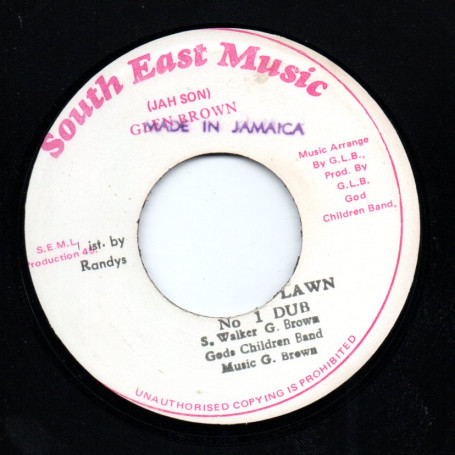 South East Music
(JAH SON)
GLEN BROWN
MADE IN JAMAICA
Music Arrange
By G.L.B.,
Prod. By
G.L.B.
God
Children Band,
S.E.M.L.
Production 45.
ist. by
Randys
LAWN
No 1 DUB
S. Walker G. Brown
Gods Children Band
Music G. Brown
UNAUTHORISED COPYING IS PROHIBITED